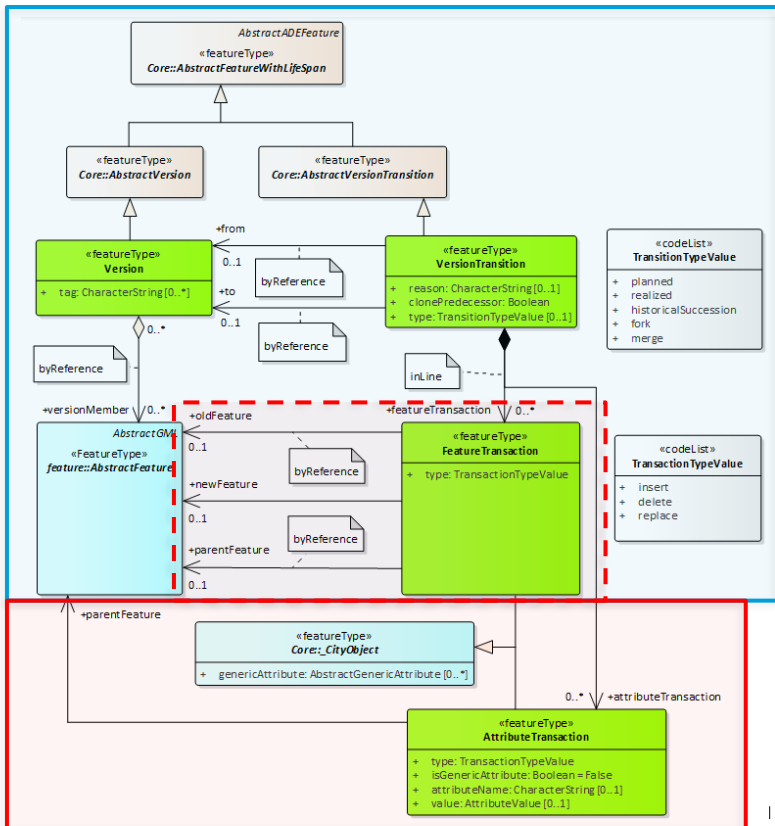 AbstractADEFeature
«featureType»
Core::AbstractFeatureWithLifeSpan
«featureType»
Core::AbstractVersion
«featureType»
Core::AbstractVersionTransition
«featureType»
Version
+ tag: CharacterString [0..*]
+from
0..1
byReference
+to
0..1
byReference
«featureType»
VersionTransition
+ reason: CharacterString [0..1]
+ clonePredecessor: Boolean
+ type: TransitionTypeValue [0..1]
«codeList»
TransitionTypeValue
+ planned
+ realized
+ historicalSuccession
+ fork
+ merge
0..*
byReference
+versionMember
0..*
inLine
+featureTransaction
0..*
AbstractGML
«FeatureType»
feature::AbstractFeature
+oldFeature
0..1
byReference
+newFeature
0..1
byReference
+parentFeature
0..1
«featureType»
FeatureTransaction
+ type: TransactionTypeValue
«codeList»
TransactionTypeValue
+ insert
+ delete
+ replace
+parentFeature
«featureType»
Core::_CityObject
+ genericAttribute: AbstractGenericAttribute [0..*]
0..*
+attributeTransaction
«featureType»
AttributeTransaction
+ type: TransactionTypeValue
+ isGenericAttribute: Boolean = False
+ attributeName: CharacterString [0..1]
+ value: AttributeValue [0..1]